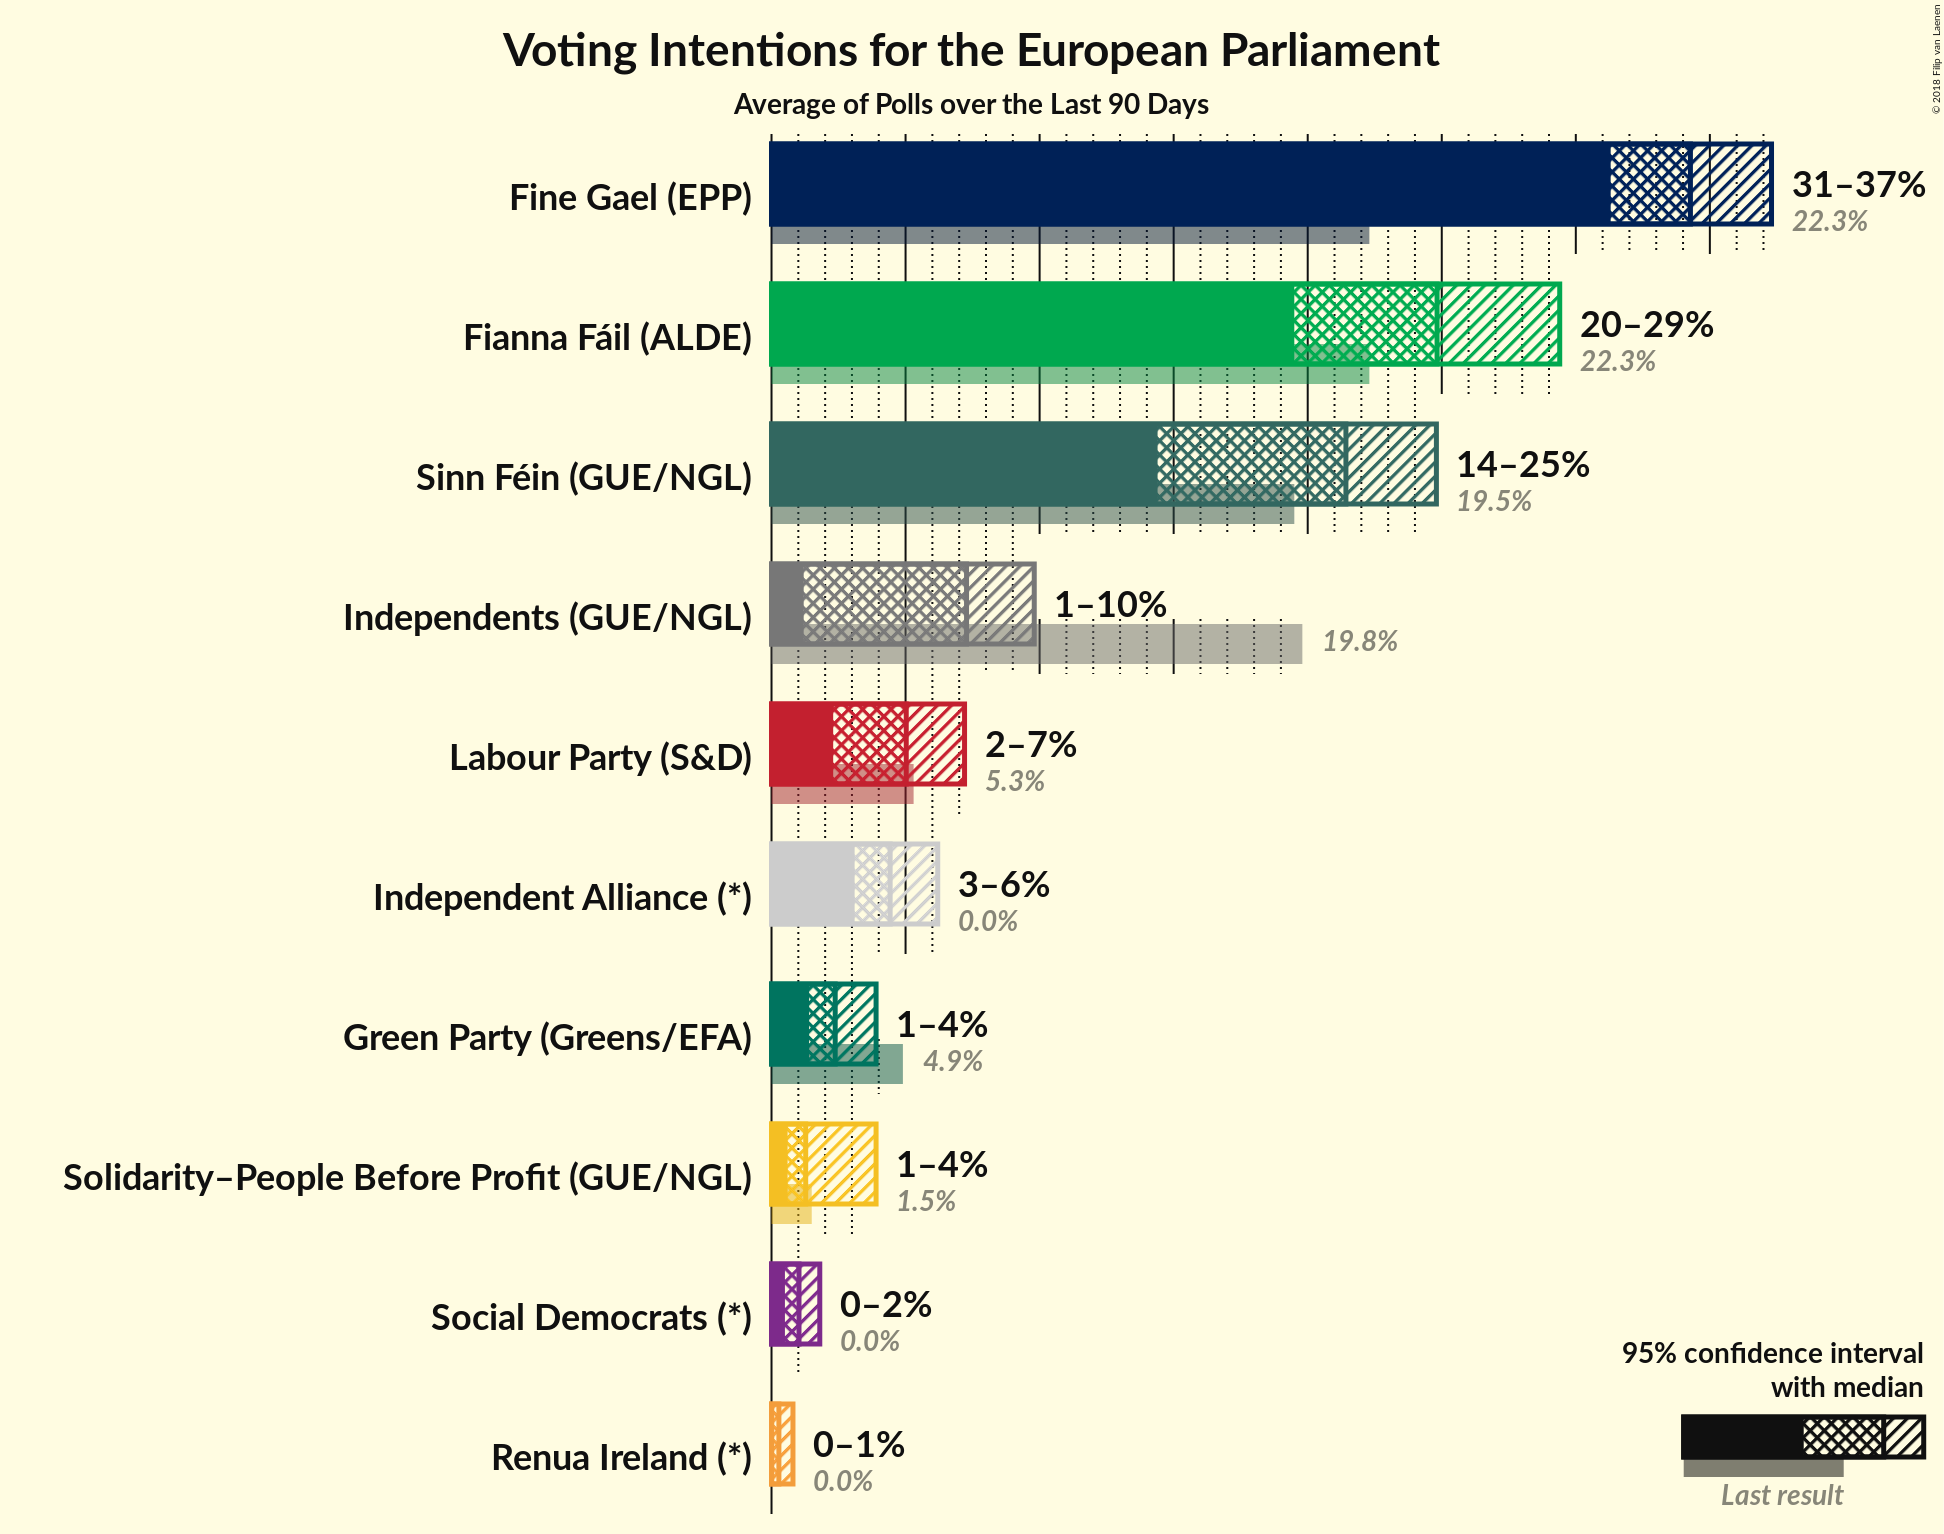 Voting Intentions for the European Parliament
Average of Polls over the Last 90 Days
© 2018 Filip van Laenen
Fine Gael (EPP)
31–37%
22.3%
Fianna Fáil (ALDE)
20–29%
22.3%
Sinn Féin (GUE/NGL)
14–25%
19.5%
Independents (GUE/NGL)
1–10%
19.8%
Labour Party (S&D)
2–7%
5.3%
Independent Alliance (*)
3–6%
0.0%
Green Party (Greens/EFA)
1–4%
4.9%
Solidarity–People Before Profit (GUE/NGL)
1–4%
1.5%
Social Democrats (*)
0–2%
0.0%
Renua Ireland (*)
0–1%
0.0%
95% confidence interval
with median
Last result